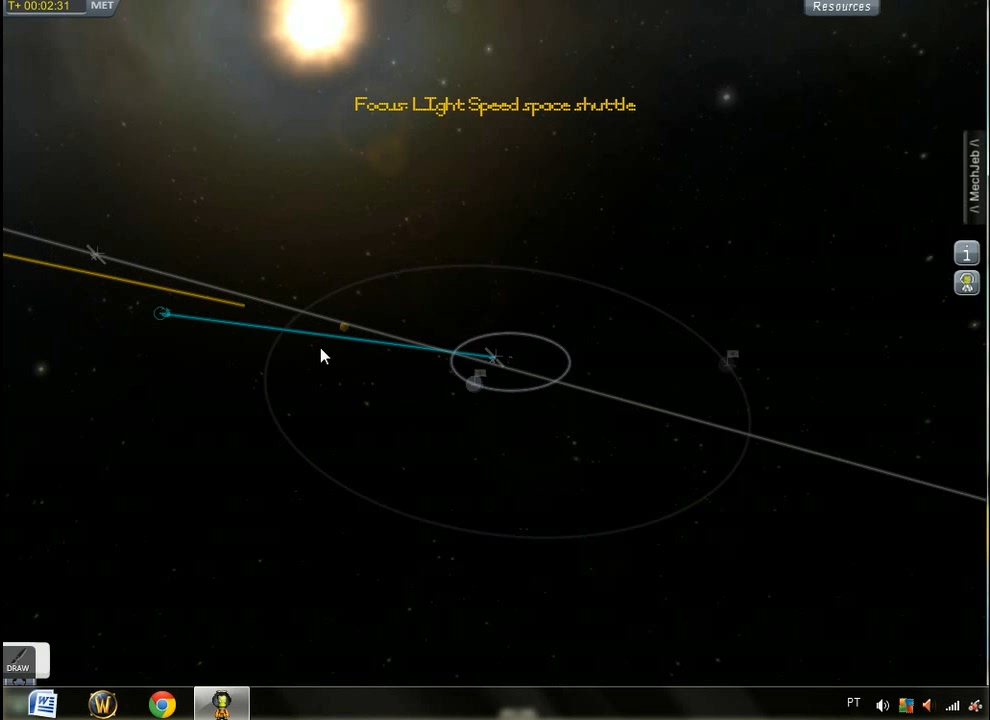 T+ 00:02:31 MET
Resources
Focus: LIght Speed space shuttle
/\ MechJeb /\
i
DRAW
W
W
PT